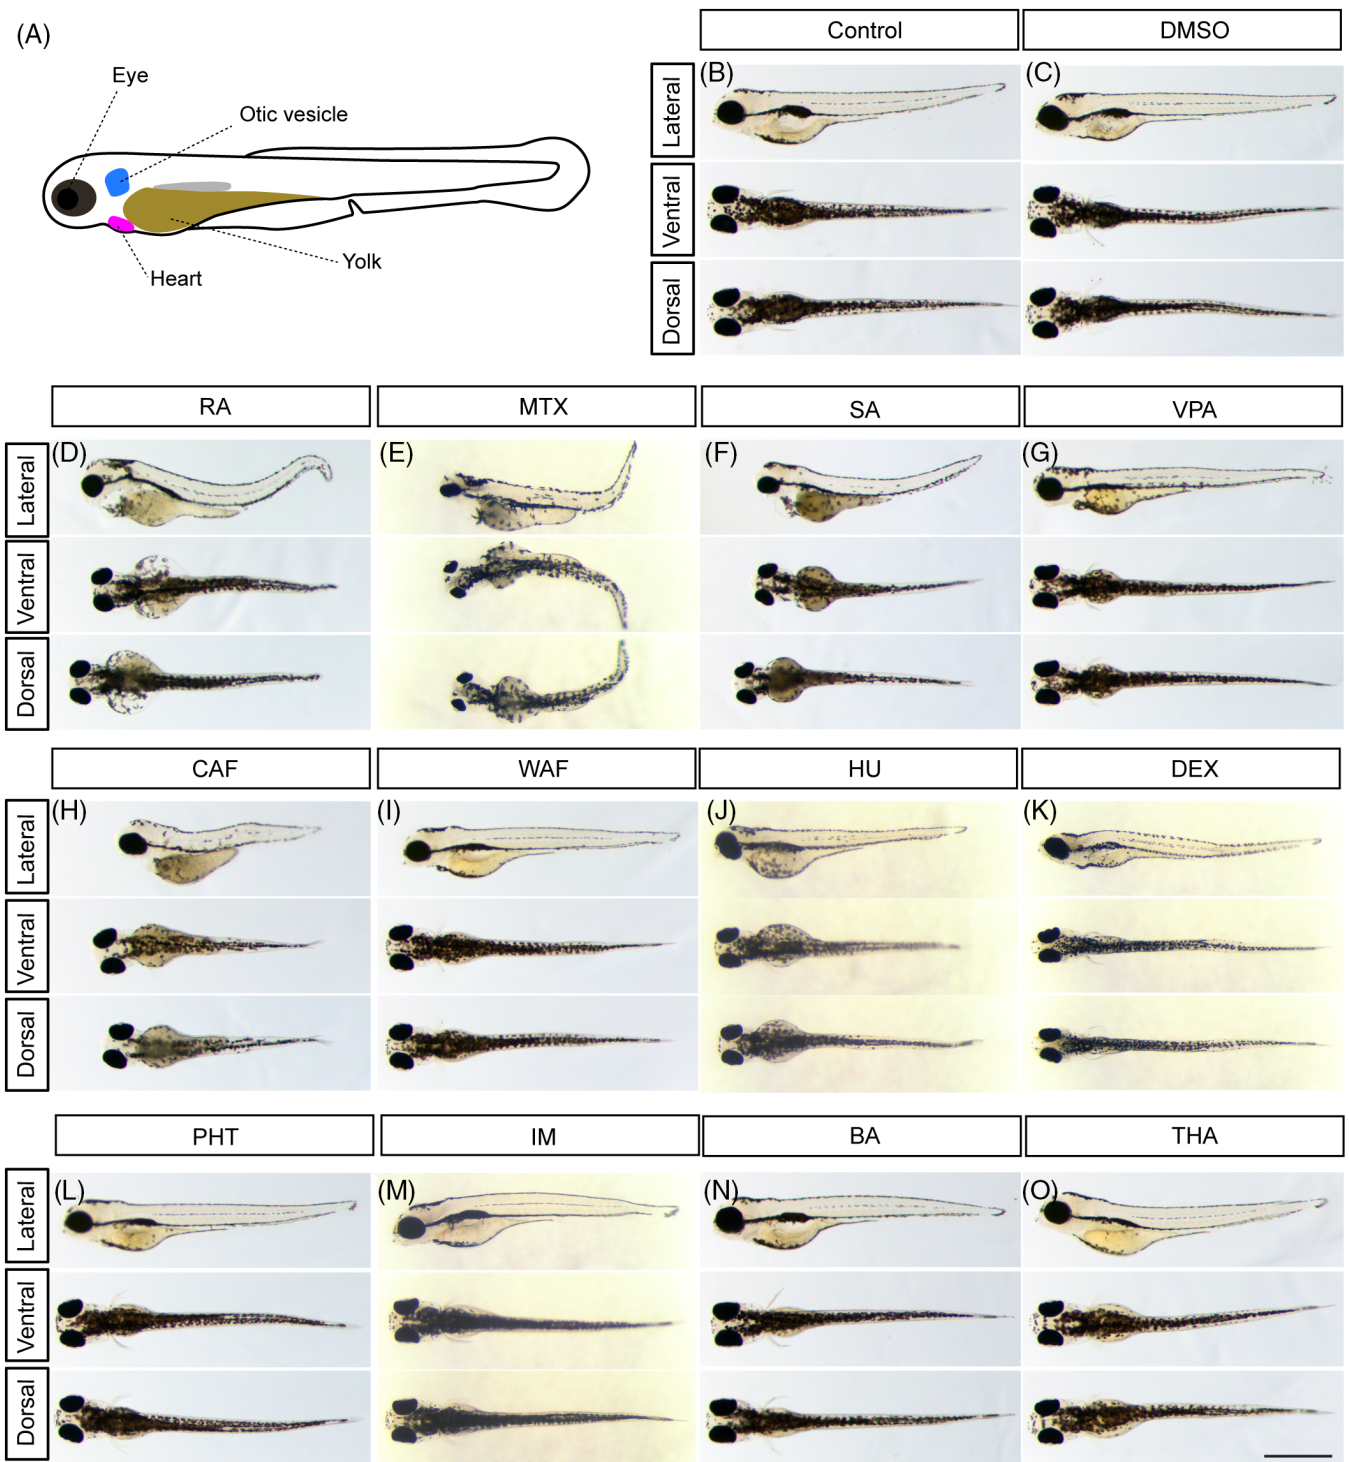 (A)
Eye
Otic vesicle
Heart
Yolk
Control
DMSO
Lateral
(B)
(C)
Ventral
Dorsal
RA
MTX
SA
VPA
Lateral
(D)
(E)
(F)
(G)
Ventral
Dorsal
CAF
WAF
HU
DEX
Lateral
(H)
(I)
(J)
(K)
Ventral
Dorsal
PHT
IM
BA
THA
Lateral
(L)
(M)
(N)
(O)
Ventral
Dorsal